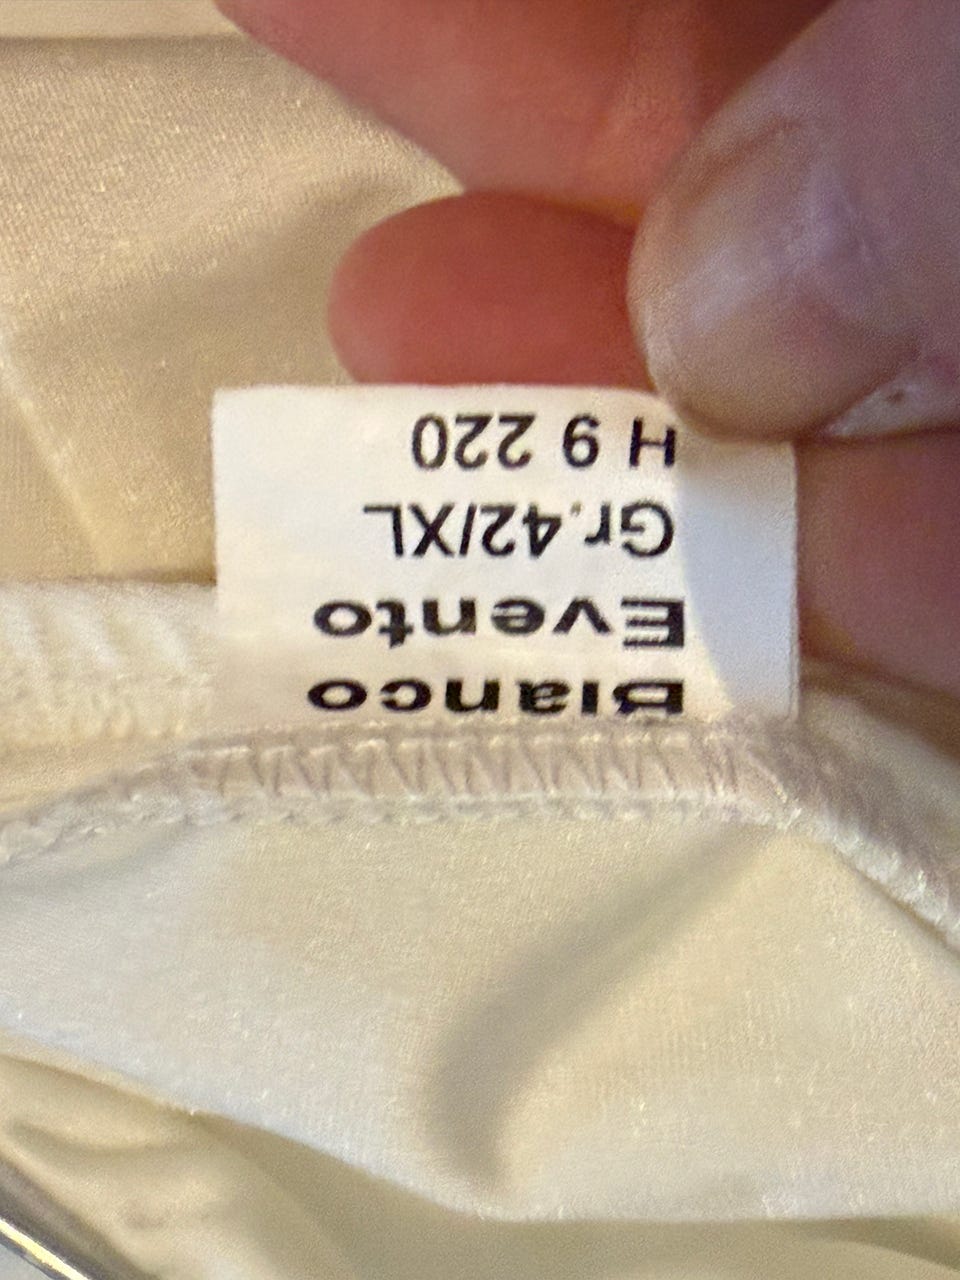 Bianco
Evento
Gr.42/XL
H 9 220